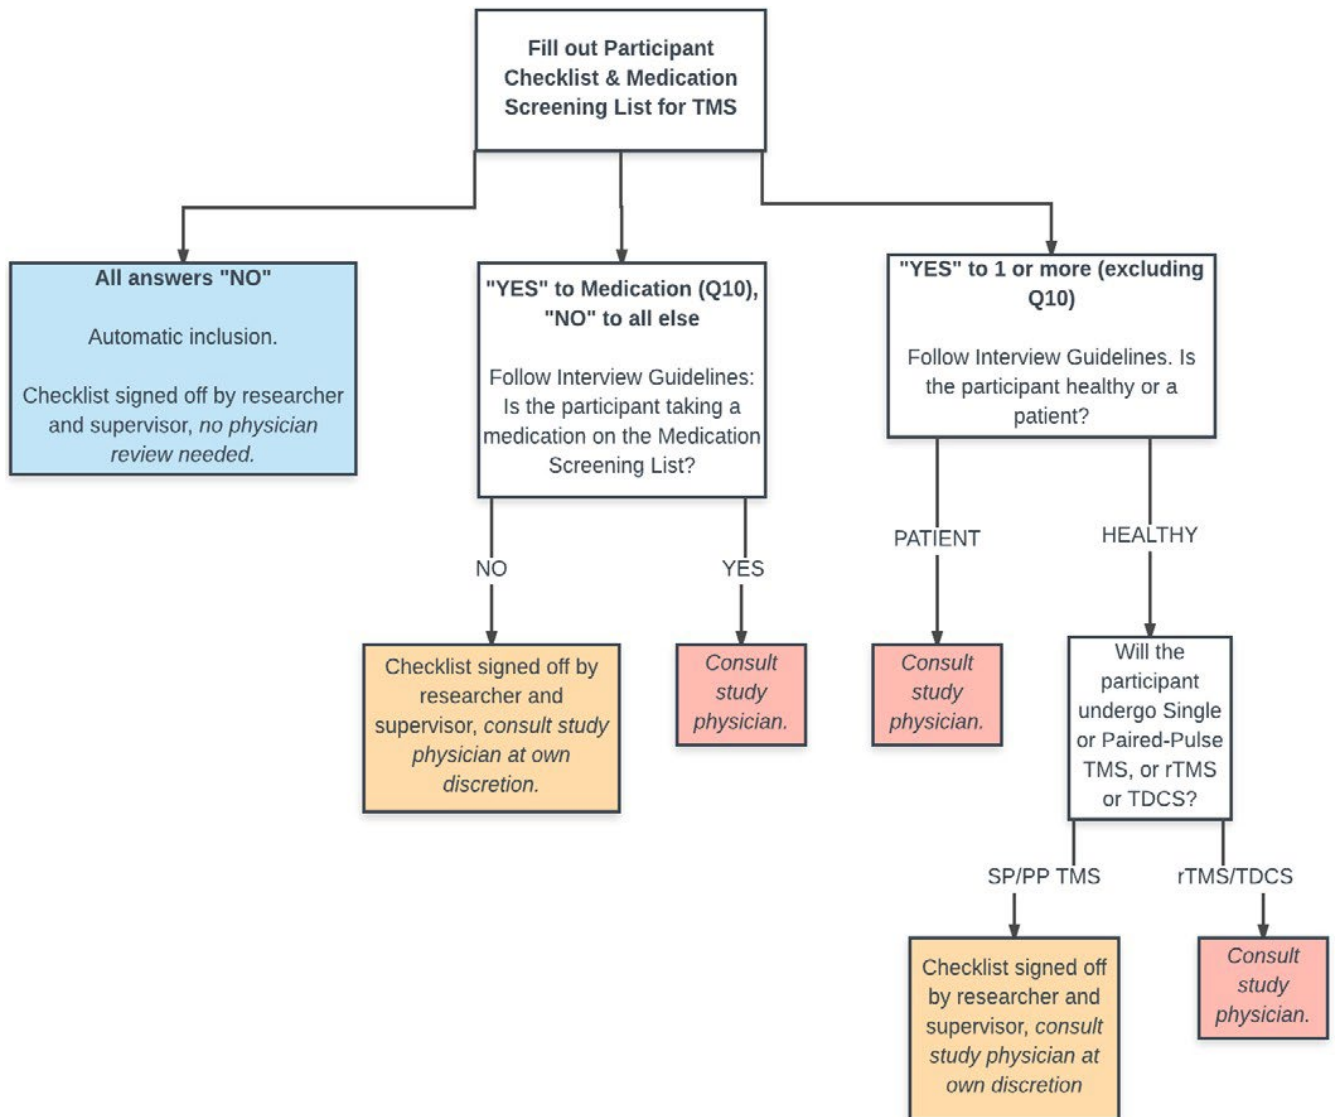 Fill out Participant
Checklist & Medication
Screening List for TMS
All answers "NO"
Automatic inclusion.
Checklist signed off by researcher
and supervisor, no physician
review needed.
"YES" to Medication (Q10),
"NO" to all else
Follow Interview Guidelines:
Is the participant taking a
medication on the Medication
Screening List?
"YES" to 1 or more (excluding
Q10)
Follow Interview Guidelines. Is
the participant healthy or a
patient?
NO
YES
PATIENT
HEALTHY
Checklist signed off by
researcher and
supervisor, consult study
physician at own
discretion.
Consult
study
physician.
Consult
study
physician.
Will the
participant
undergo Single
or Paired-Pulse
TMS, or rTMS
or TDCS?
SP/PP TMS
rTMS/TDCS
Checklist signed off
by researcher and
supervisor, consult
study physician at
own discretion
Consult
study
physician.